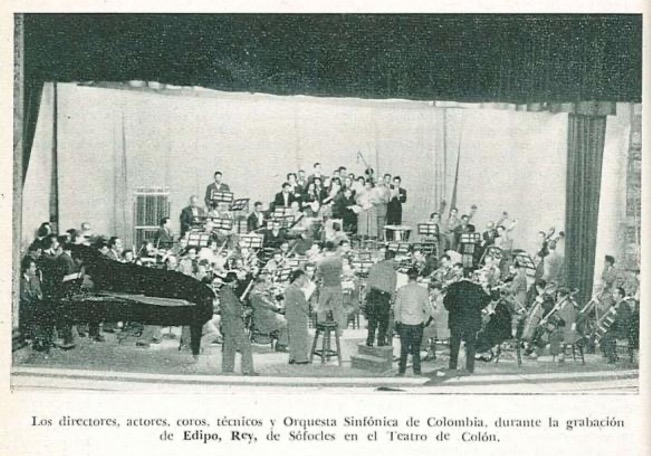 Los directores, actores, coros, técnicos y Orquesta Sinfónica de Colombia, durante la grabación
de Edipo, Rey, de Sófocles en el Teatro de Colón.